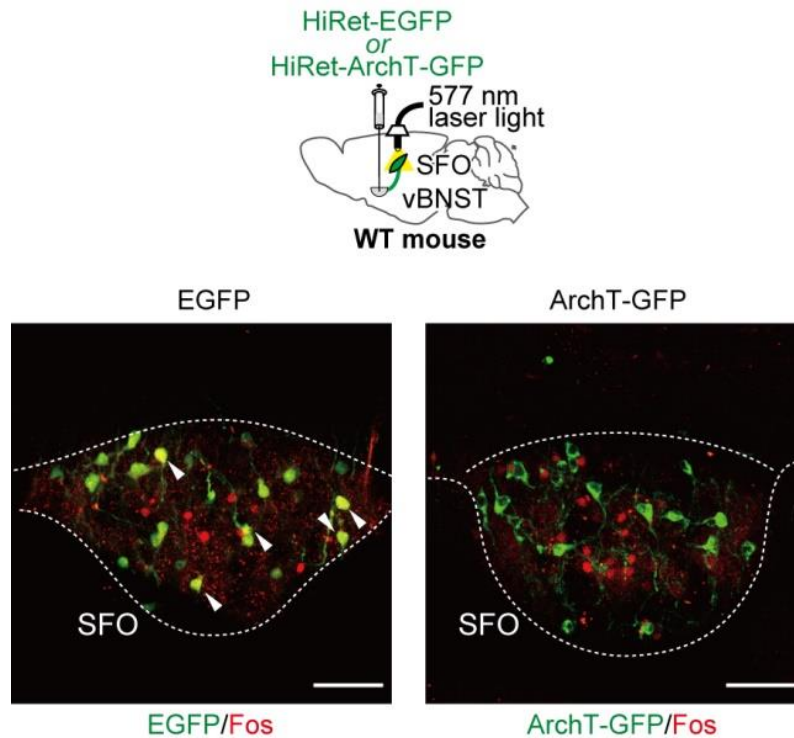 HiRet-EGFP
or
HiRet-ArchT-GFP
577 nm
laser light
SFO
vBNST
WT mouse
EGFP
ArchT-GFP
SFO
SFO
EGFP/Fos
ArchT-GFP/Fos